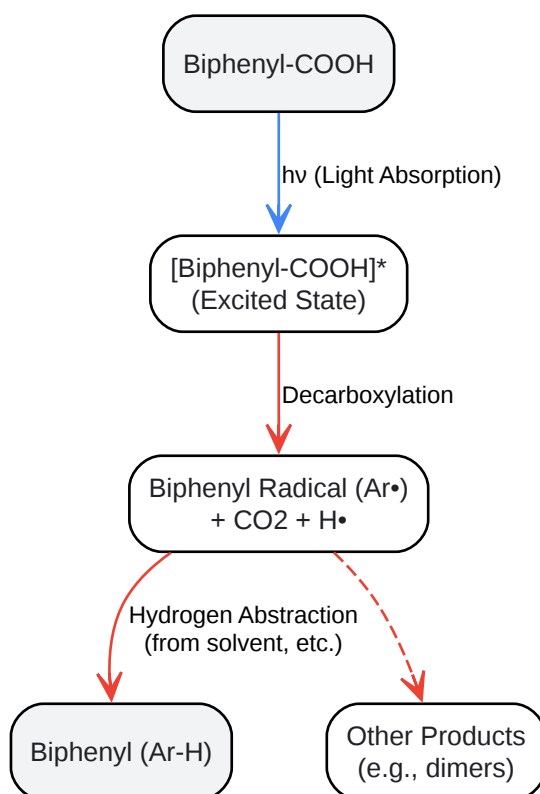 Biphenyl-COOH
hν (Light Absorption)
[Biphenyl-COOH]*
(Excited State)
Decarboxylation
Biphenyl Radical (Ar•)
+ CO2 + H•
Hydrogen Abstraction
(from solvent, etc.)
Biphenyl (Ar-H)
Other Products
(e.g., dimers)